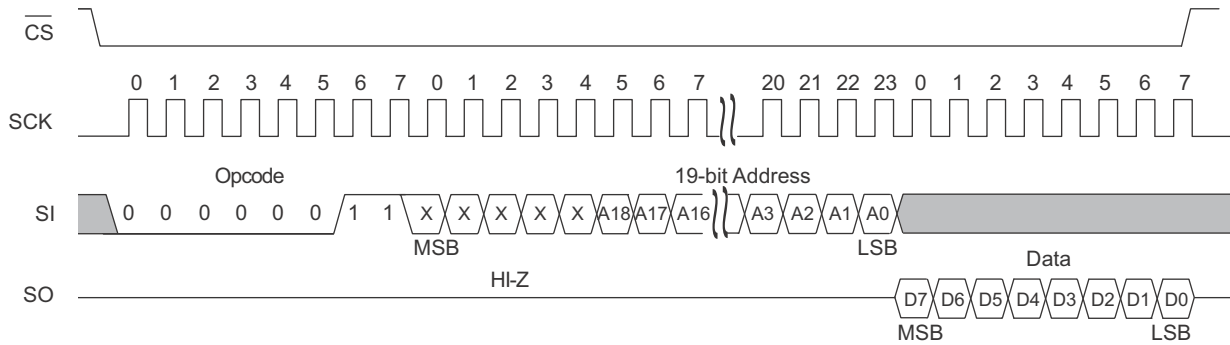 CS
0 1 2 3 4 5 6 7 0 1 2 3 4 5 6 7 20 21 22 23 0 1 2 3 4 5 6 7
SCK
Opcode 19-bit Address
SI 0 0 0 0 0 0 1 1 X X X X X A18 A17 A16 A3 A2 A1 A0
MSB LSB
HI-Z Data
SO D7 D6 D5 D4 D3 D2 D1 D0
MSB LSB